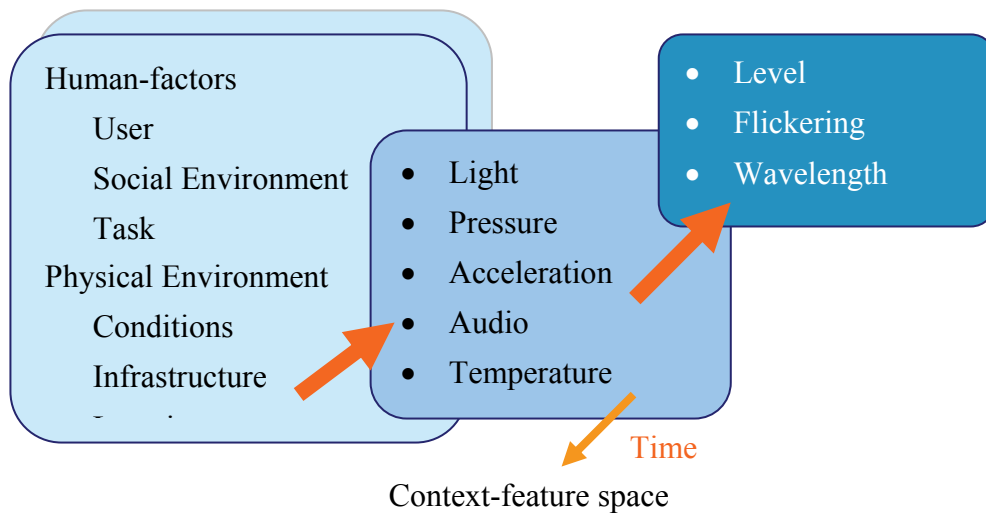 Human-factors
User
Social Environment
Task
Physical Environment
Conditions
Infrastructure
• Light
• Pressure
• Acceleration
• Audio
• Temperature
• Level
• Flickering
• Wavelength
Time
Context-feature space